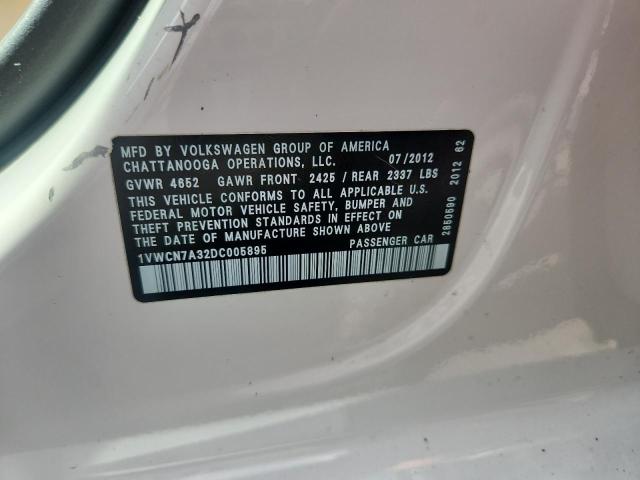 MFD BY VOLKSWAGEN GROUP OF AMERICA
CHATTANOOGA OPERATIONS, LLC. 07/2012
GVWR 4652 GAWR FRONT 2425 / REAR 2337 LBS
THIS VEHICLE CONFORMS TO ALL APPLICABLE U.S.
FEDERAL MOTOR VEHICLE SAFETY, BUMPER AND
THEFT PREVENTION STANDARDS IN EFFECT ON
THE DATE OF MANUFACTURE SHOWN ABOVE
1VWCN7A32DC005895 PASSENGER CAR
2850590 2012 62